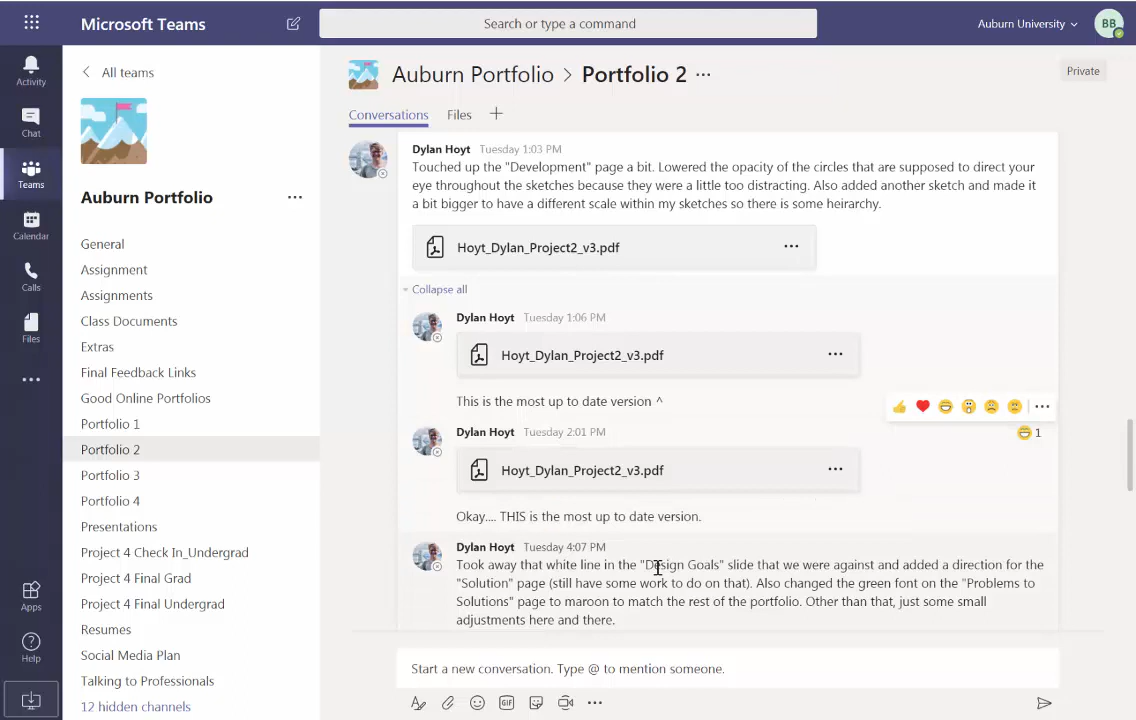 Microsoft Teams
Search or type a command
Auburn University
BB
Activity
Chat
Teams
Calendar
Calls
Files
Apps
Help
All teams
Auburn Portfolio
General
Assignment
Assignments
Class Documents
Extras
Final Feedback Links
Good Online Portfolios
Portfolio 1
Portfolio 2
Portfolio 3
Portfolio 4
Presentations
Project 4 Check In_Undergrad
Project 4 Final Grad
Project 4 Final Undergrad
Resumes
Social Media Plan
Talking to Professionals
12 hidden channels
Auburn Portfolio > Portfolio 2 ...
Private
Conversations Files +
Dylan Hoyt Tuesday 1:03 PM
Touched up the "Development" page a bit. Lowered the opacity of the circles that are supposed to direct your
eye throughout the sketches because they were a little too distracting. Also added another sketch and made it
a bit bigger to have a different scale within my sketches so there is some heirarchy.
Hoyt_Dylan_Project2_v3.pdf
Collapse all
Dylan Hoyt Tuesday 1:06 PM
Hoyt_Dylan_Project2_v3.pdf
This is the most up to date version ^
Dylan Hoyt Tuesday 2:01 PM
1
Hoyt_Dylan_Project2_v3.pdf
Okay.... THIS is the most up to date version.
Dylan Hoyt Tuesday 4:07 PM
Took away that white line in the "Design Goals" slide that we were against and added a direction for the
"Solution" page (still have some work to do on that). Also changed the green font on the "Problems to
Solutions" page to maroon to match the rest of the portfolio. Other than that, just some small
adjustments here and there.
Start a new conversation. Type @ to mention someone.
GIF